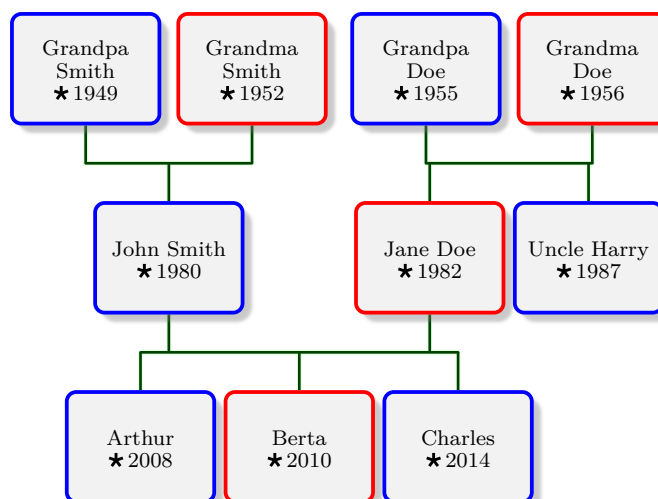 Grandpa
Smith
★ 1949
Grandma
Smith
★ 1952
Grandpa
Doe
★ 1955
Grandma
Doe
★ 1956
John Smith
★ 1980
Jane Doe
★ 1982
Uncle Harry
★ 1987
Arthur
★ 2008
Berta
★ 2010
Charles
★ 2014